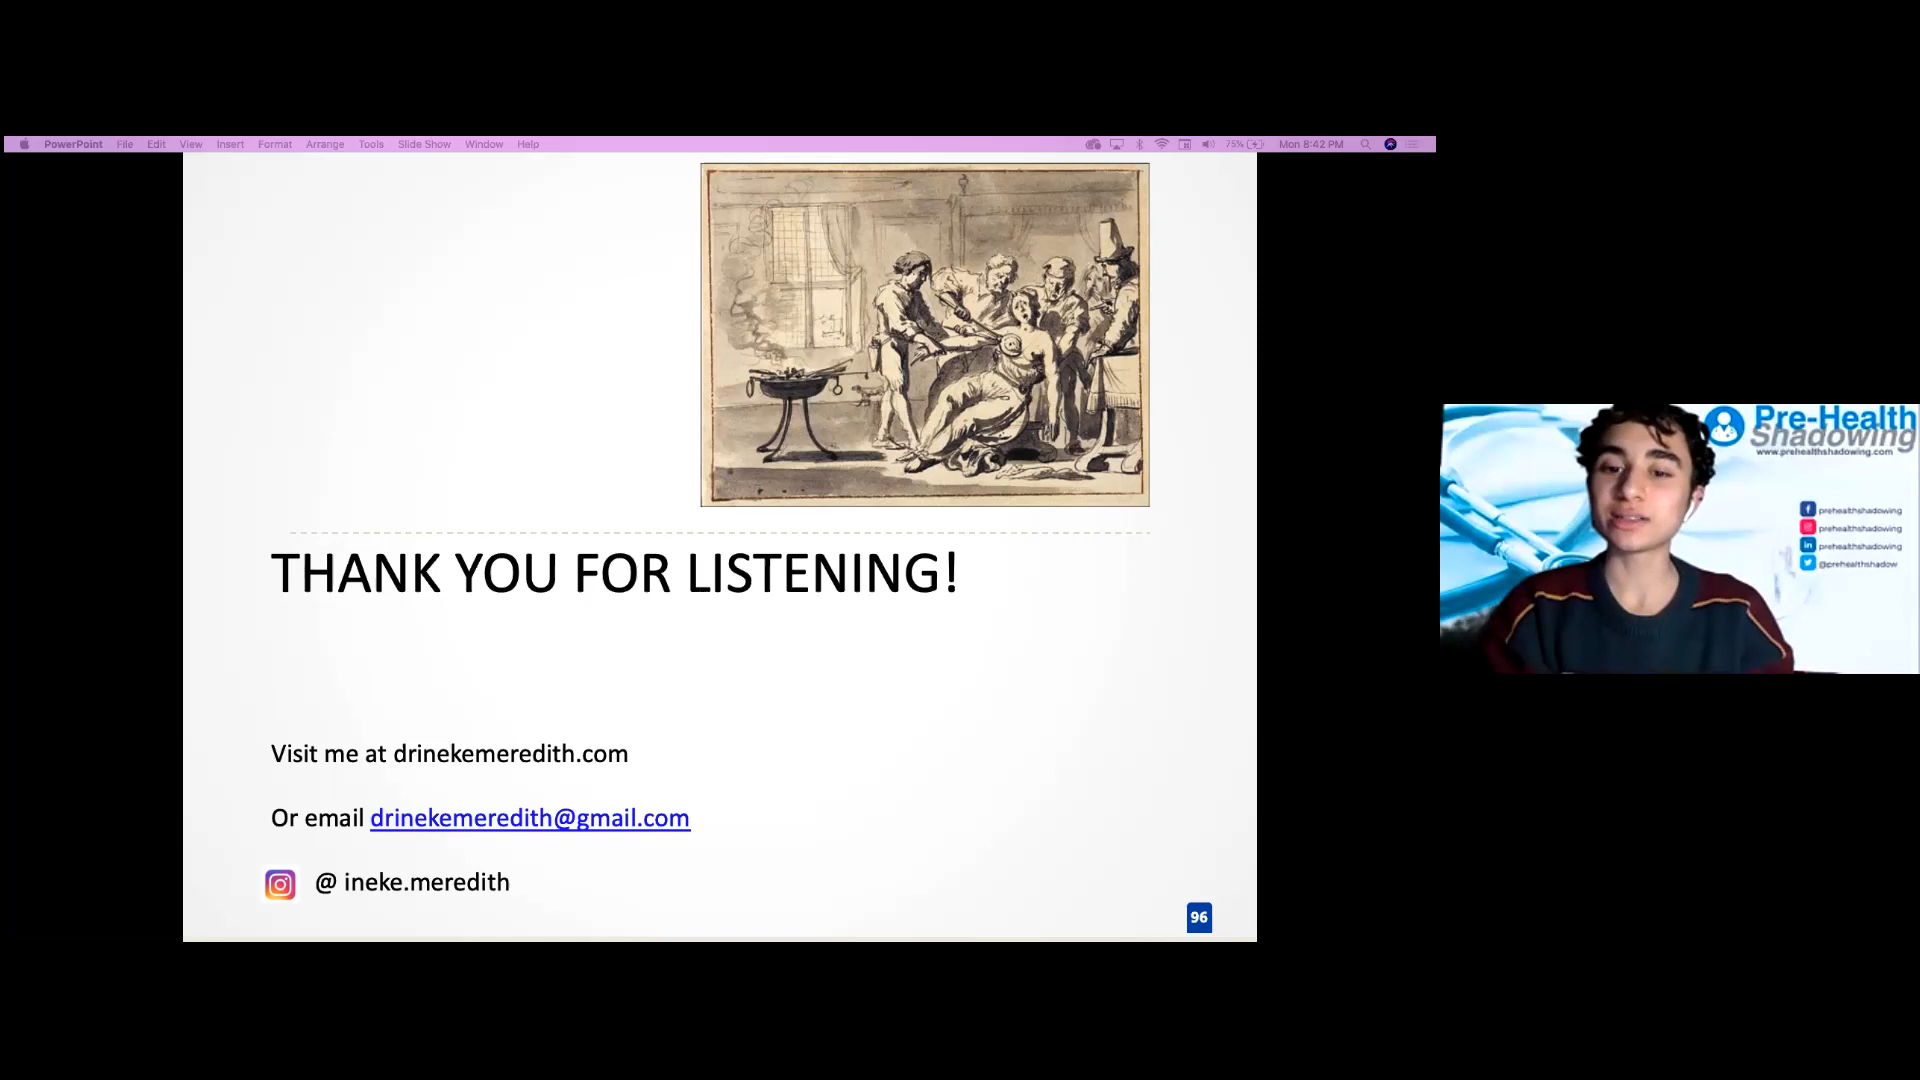 PowerPoint File Edit View Insert Format Arrange Tools Slide Show Window Help 75% Mon 8:42 PM
THANK YOU FOR LISTENING!
Visit me at drinekemeredith.com
Or email drinekemeredith@gmail.com
@ ineke.meredith
96
Pre-Health
Shadowing
www.prehealthshadowing.com
prehealthshadowing
prehealthshadowing
prehealthshadowing
@prehealthshadow